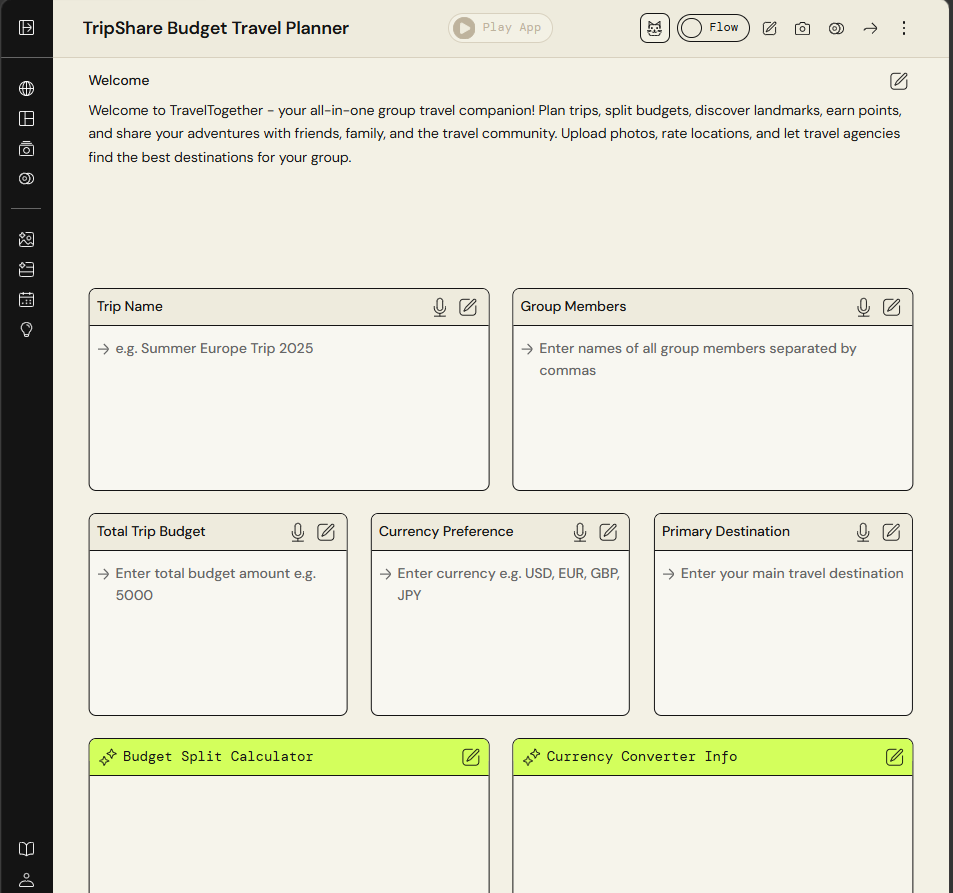 TripShare Budget Travel Planner
Play App
Flow
Welcome
Welcome to TravelTogether - your all-in-one group travel companion! Plan trips, split budgets, discover landmarks, earn points,
and share your adventures with friends, family, and the travel community. Upload photos, rate locations, and let travel agencies
find the best destinations for your group.
Trip Name
Group Members
e.g. Summer Europe Trip 2025
Enter names of all group members separated by
commas
Total Trip Budget
Currency Preference
Primary Destination
Enter total budget amount e.g.
5000
Enter currency e.g. USD, EUR, GBP,
JPY
Enter your main travel destination
Budget Split Calculator
Currency Converter Info